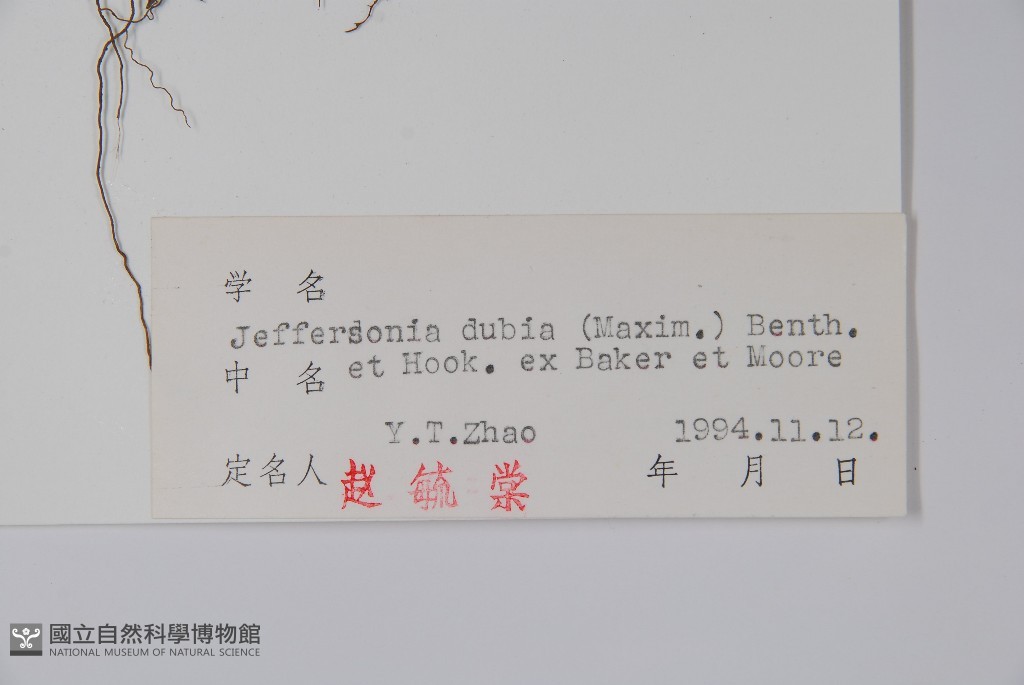 学 名
Jeffersonia dubia (Maxim.) Benth.
et Hook. ex Baker et Moore
中 名
Y.T.Zhao 1994.11.12.
定名人 赵毓棠 年 月 日
國立自然科學博物館
NATIONAL MUSEUM OF NATURAL SCIENCE